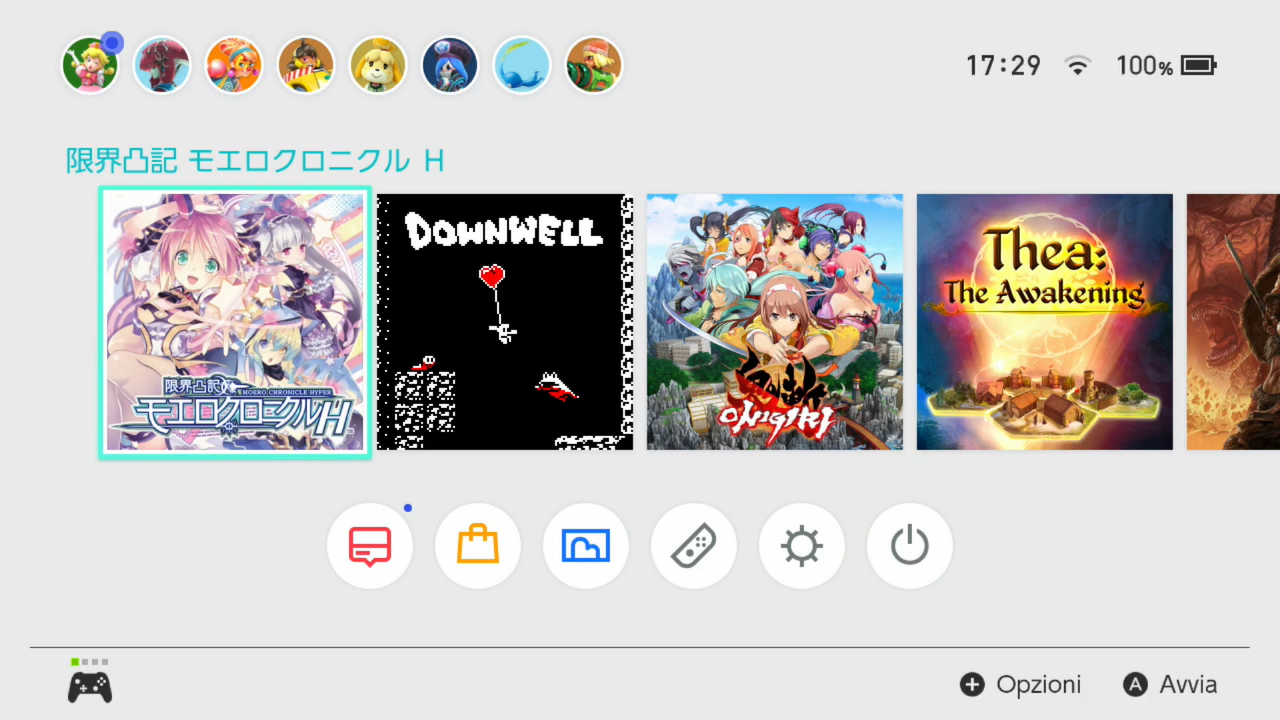 17:29 100%
限界凸記 モエロクロニクル H
限界凸記
MOERO CHRONICLE HYPER
モエロクロニクルH
DOWNWELL
鬼斬
ONIGIRI
Thea:
The Awakening
Opzioni
A Avvia